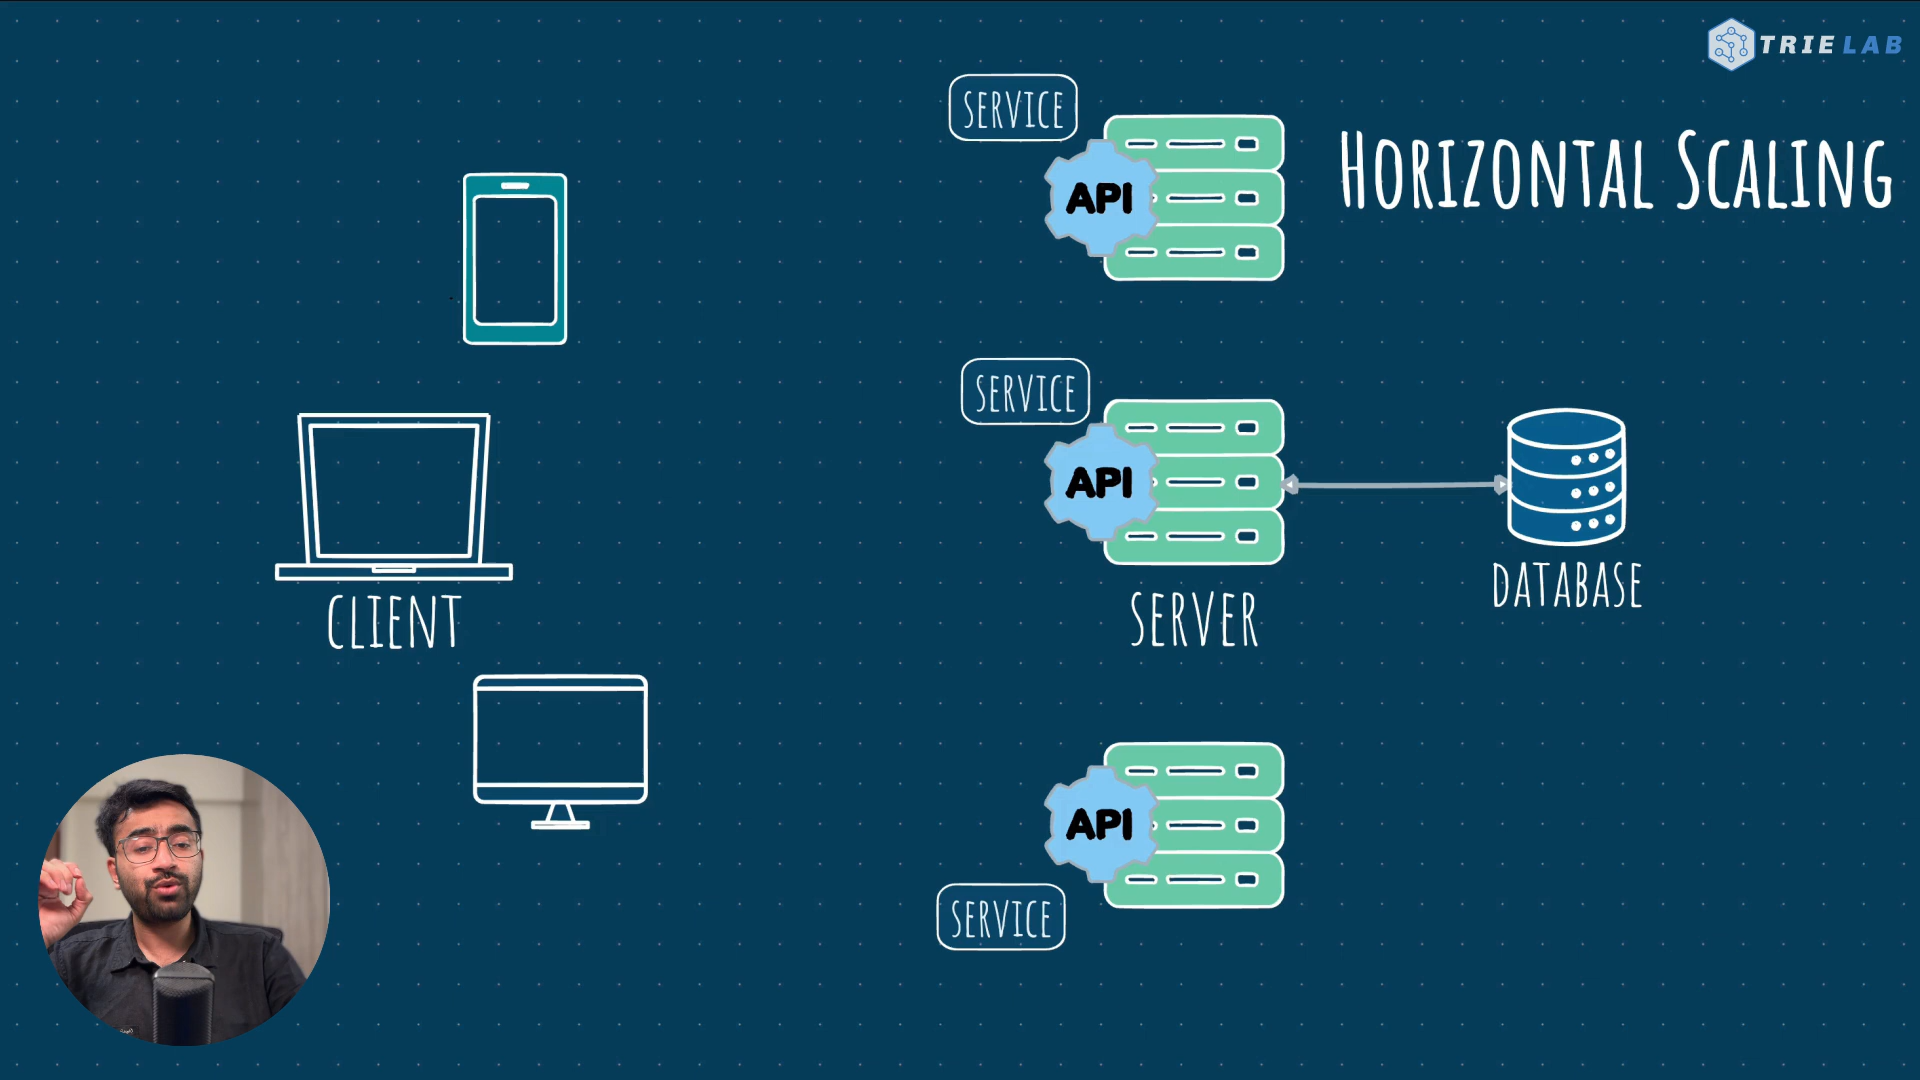 TRIE LAB
SERVICE
HORIZONTAL SCALING
API
SERVICE
API
CLIENT
SERVER
DATABASE
API
SERVICE